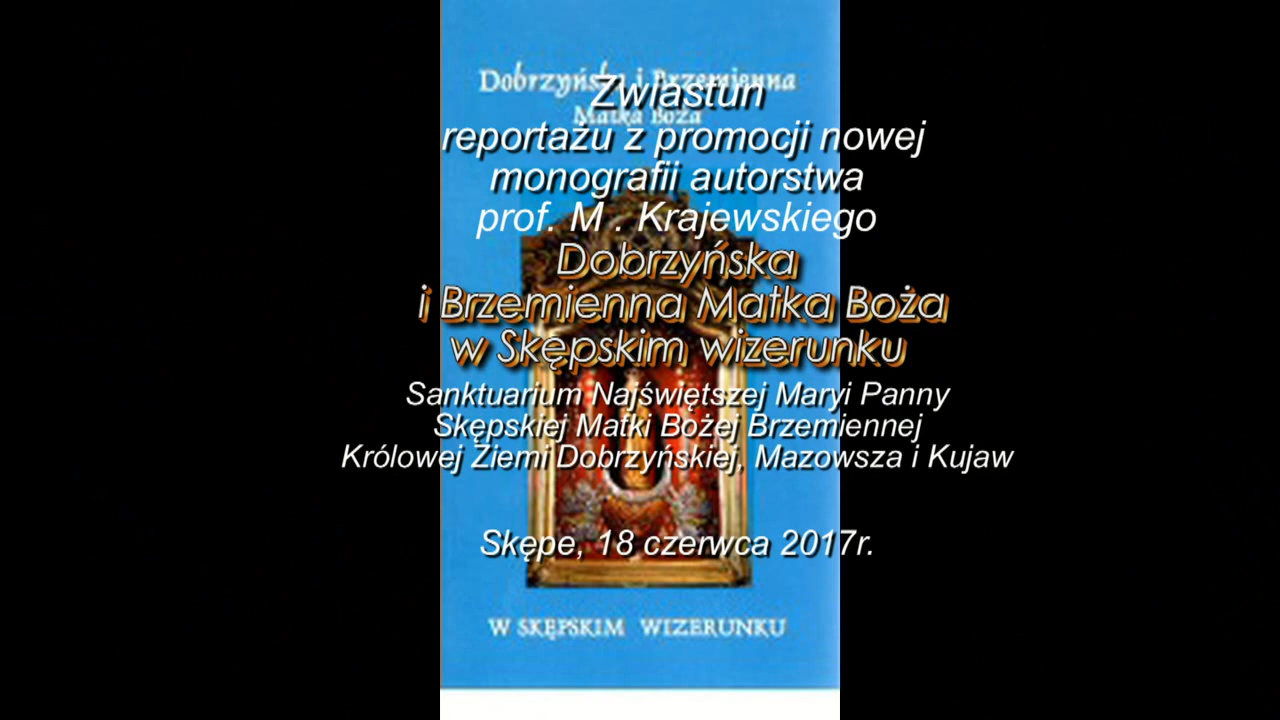 Dobrzyńska i Brzemienna
Zwiastun
Matka Boża
reportażu z promocji nowej
monografii autorstwa
prof. M . Krajewskiego
Dobrzyńska
i Brzemienna Matka Boża
w Skępskim wizerunku
Sanktuarium Najświętszej Maryi Panny
Skępskiej Matki Bożej Brzemiennej
Królowej Ziemi Dobrzyńskiej, Mazowsza i Kujaw
Skępe, 18 czerwca 2017r.
W SKĘPSKIM WIZERUNKU